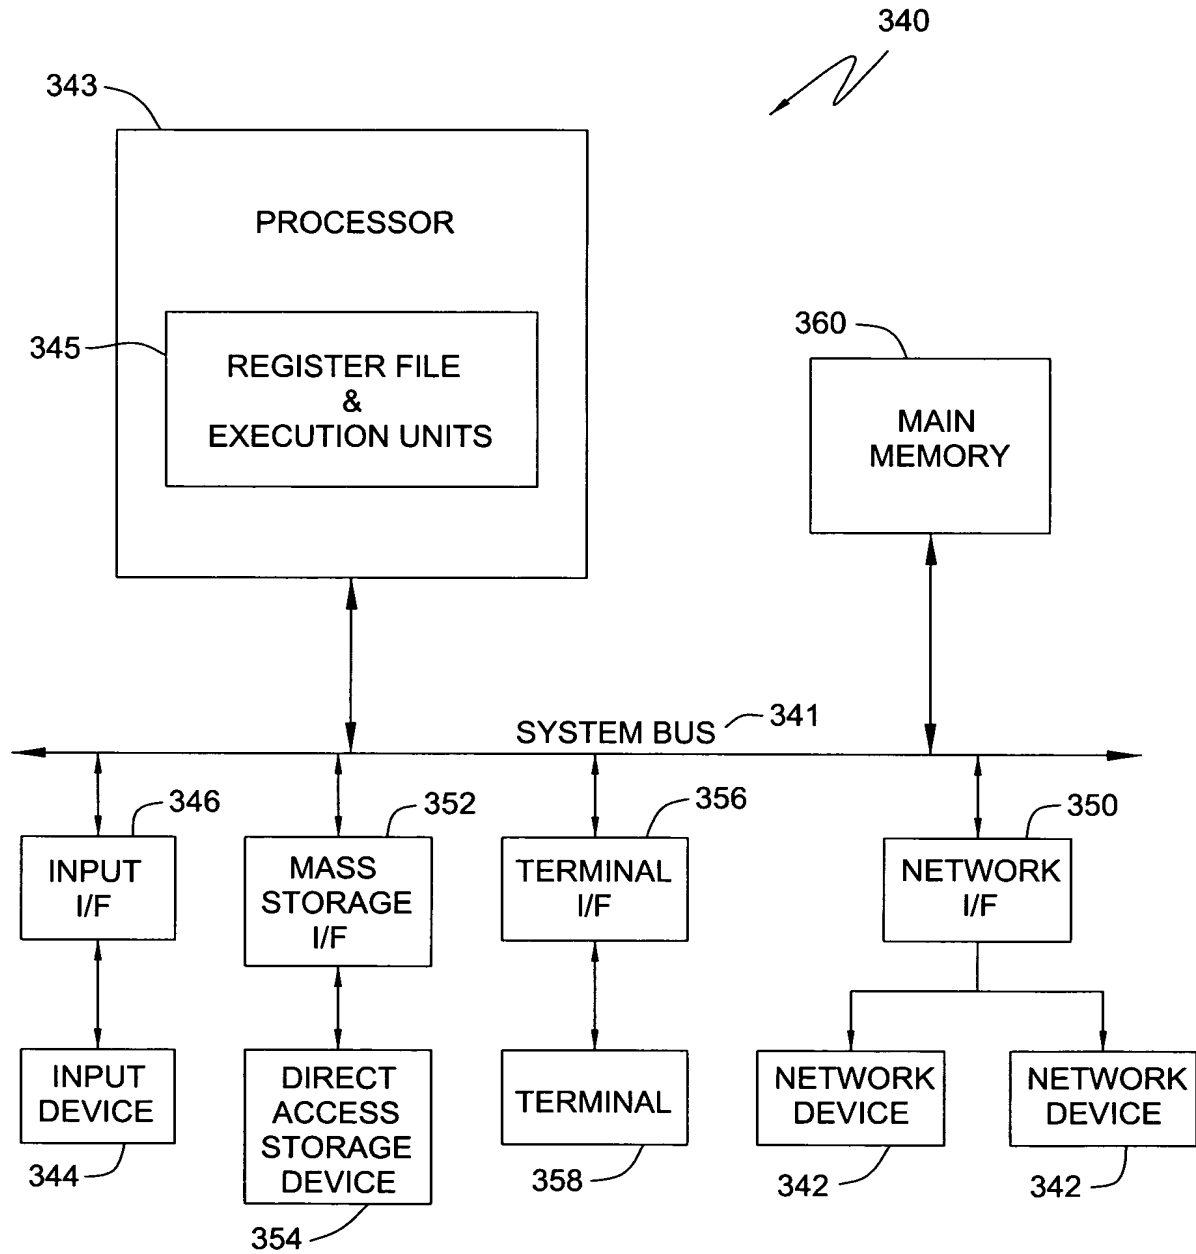 340
343
PROCESSOR
345
REGISTER FILE
&
EXECUTION UNITS
360
MAIN
MEMORY
SYSTEM BUS
341
346
352
356
350
INPUT
I/F
MASS
STORAGE
I/F
TERMINAL
I/F
NETWORK
I/F
INPUT
DEVICE
DIRECT
ACCESS
STORAGE
DEVICE
TERMINAL
NETWORK
DEVICE
NETWORK
DEVICE
344
354
358
342
342